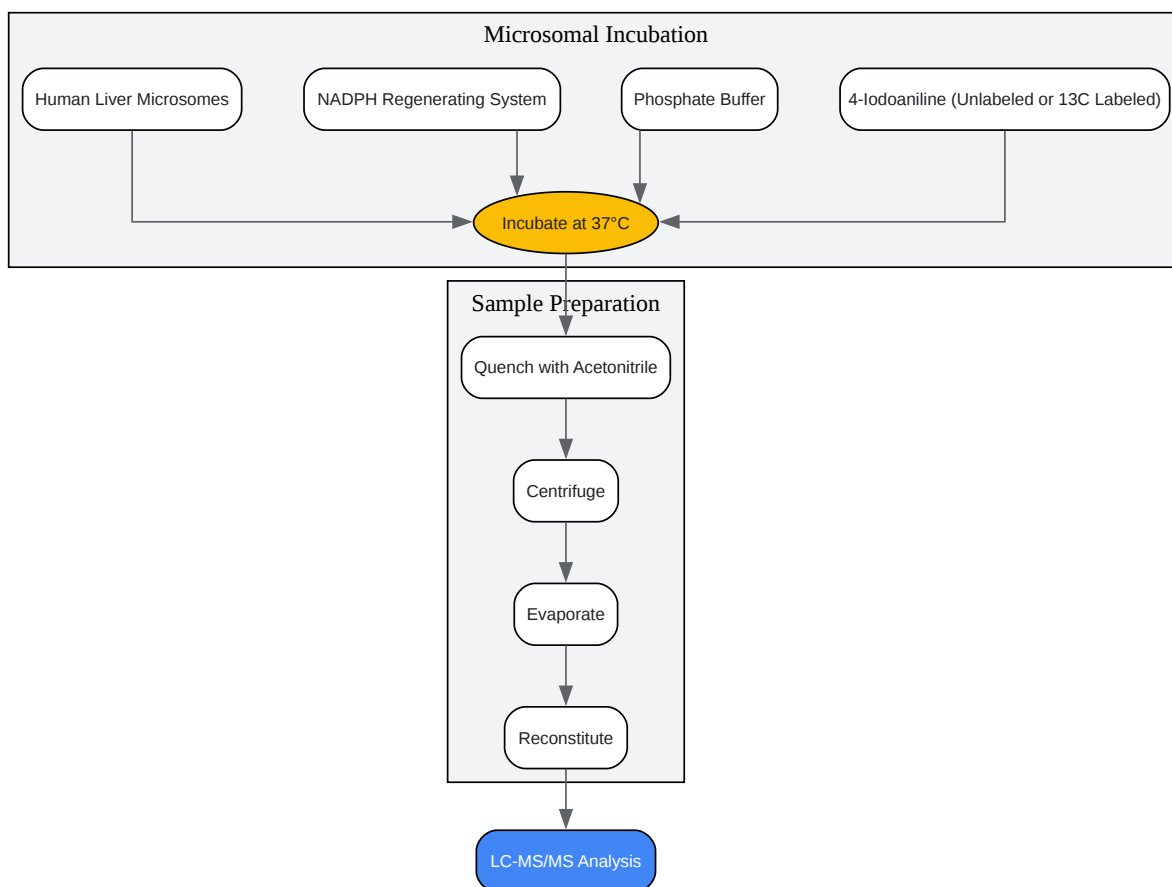 Microsomal Incubation
Human Liver Microsomes
NADPH Regenerating System
Phosphate Buffer
4-Iodoaniline (Unlabeled or 13C Labeled)
Incubate at 37°C
Sample Preparation
Quench with Acetonitrile
Centrifuge
Evaporate
Reconstitute
LC-MS/MS Analysis